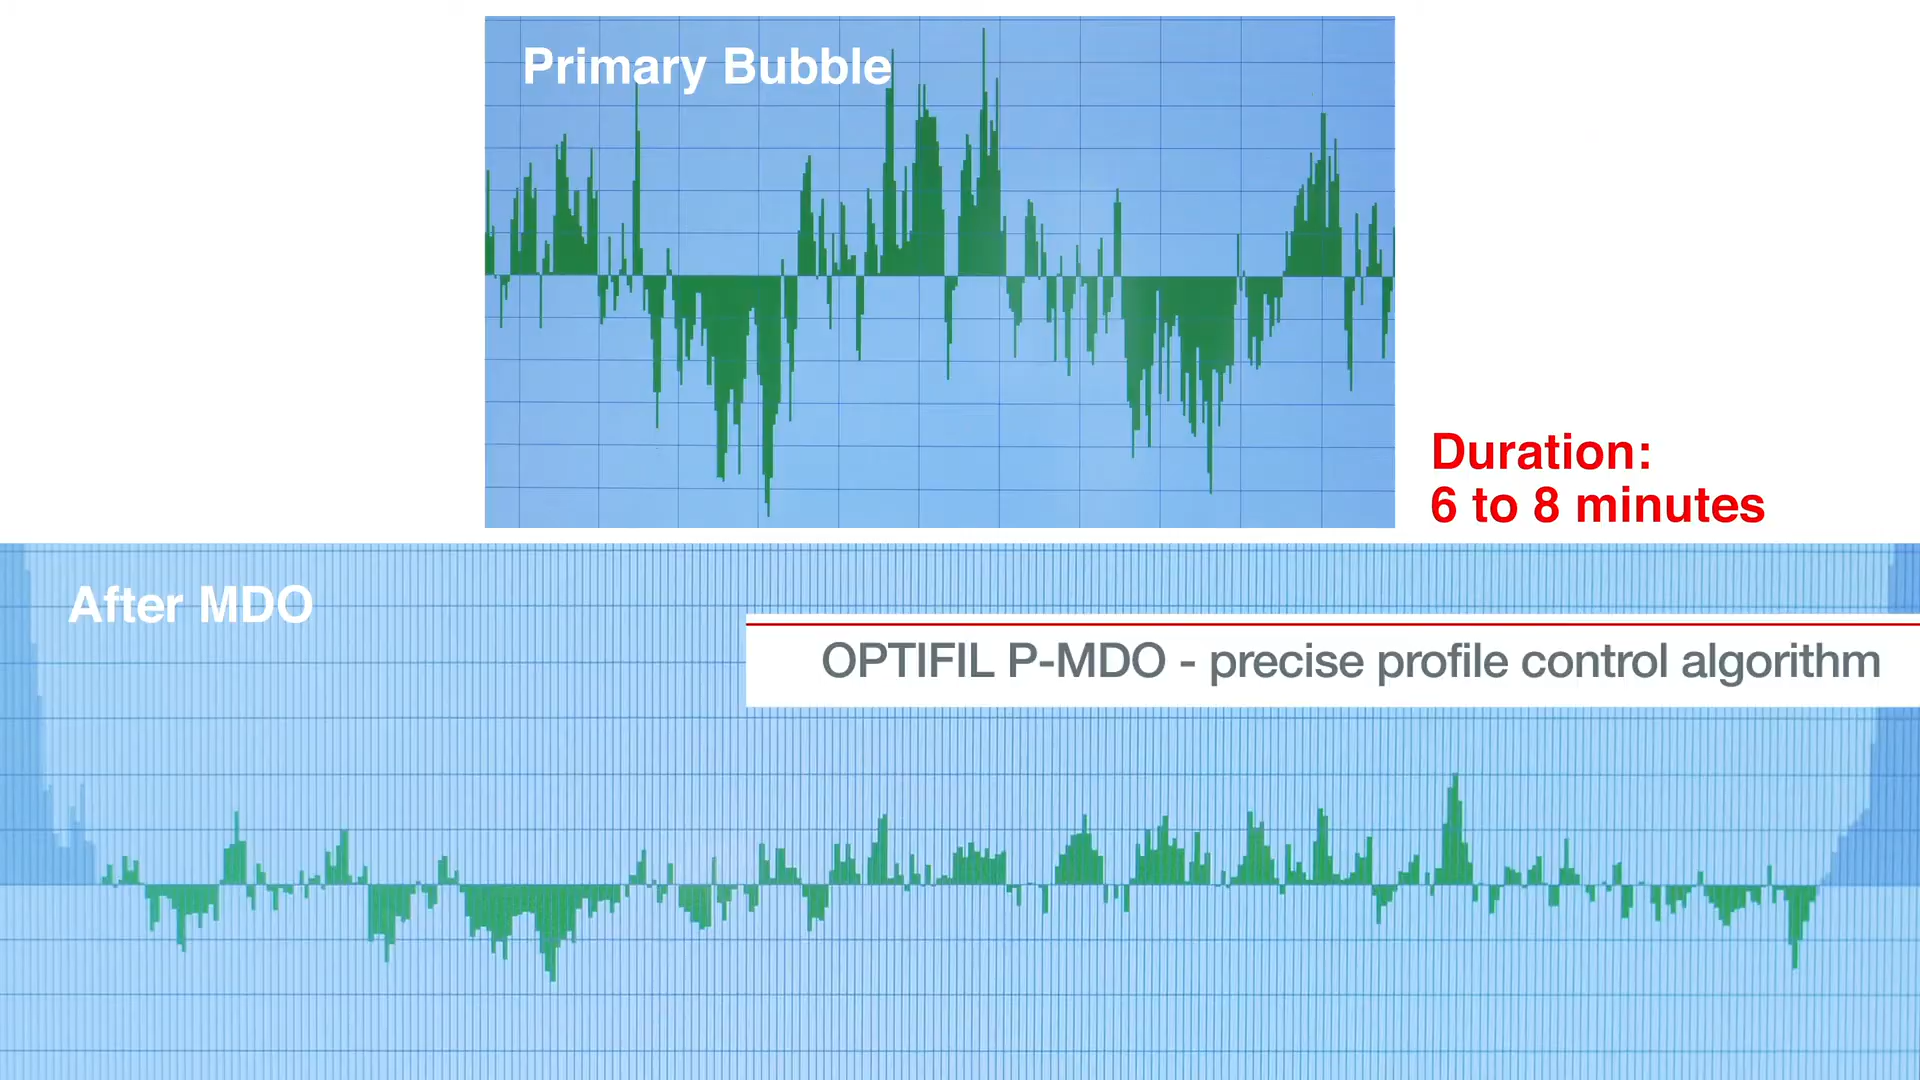 Primary Bubble
Duration:
6 to 8 minutes
After MDO
OPTIFIL P-MDO - precise profile control algorithm